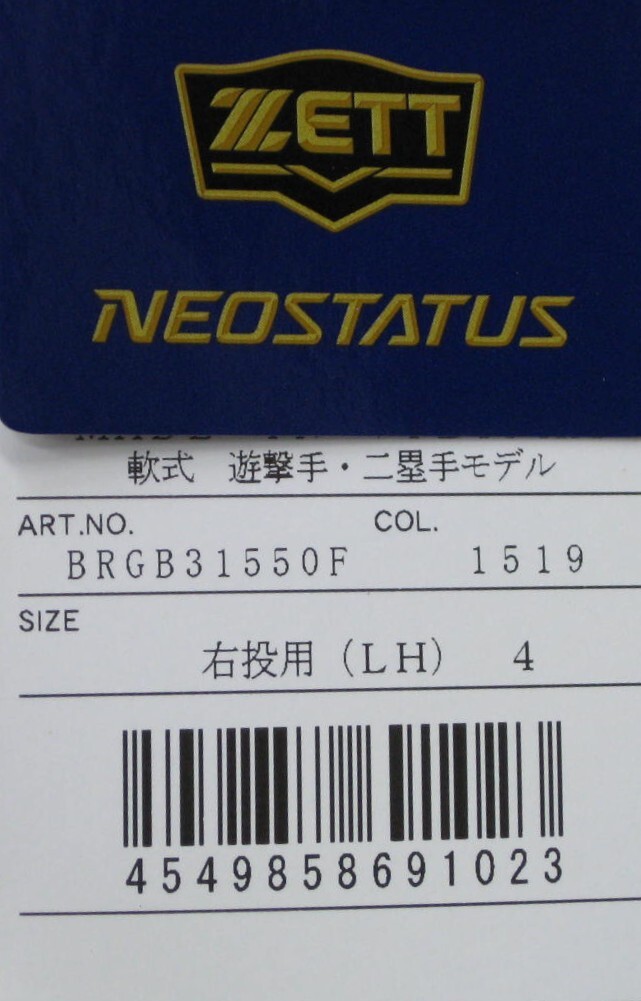 ZETT
NEOSTATUS
軟式　遊撃手・二塁手モデル
ART.NO.　COL.
BRGB31550F　1519
SIZE
右投用（LH）　4
4549858691023